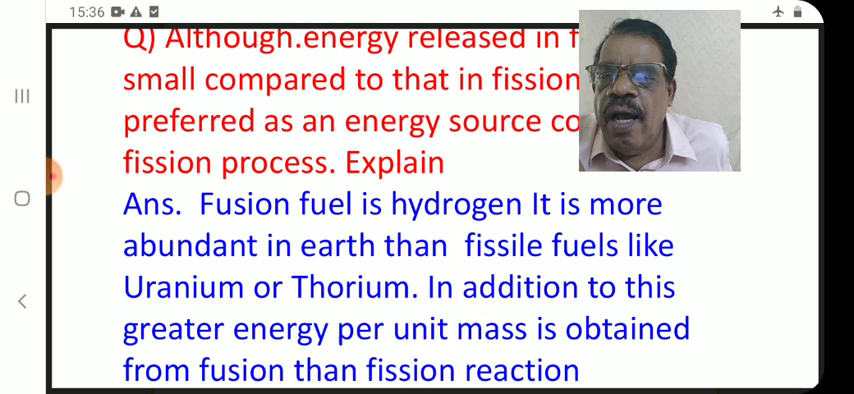 15:36
Q) Although.energy released in
small compared to that in fission
preferred as an energy source
fission process. Explain
Ans. Fusion fuel is hydrogen It is more
abundant in earth than fissile fuels like
Uranium or Thorium. In addition to this
greater energy per unit mass is obtained
from fusion than fission reaction